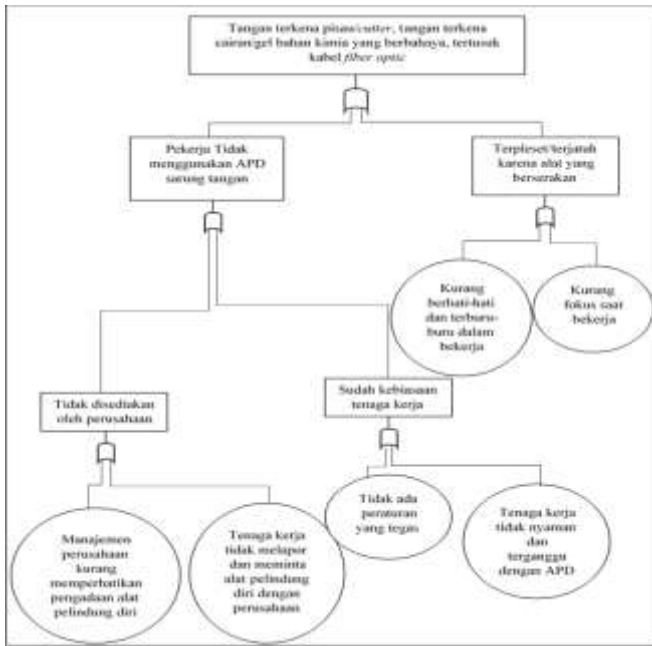 Tangan terkena pisau/cutter, tangan terkena
cairan/gel bahan kimia yang berbahya, tertusuk
kabel fiber optic
Pekerja Tidak
menggunakan APD
sarung tangan
Terpleset/terjatuh
karena alat yang
berserakan
Kurang
berhati-hati
dan terburu-
buru dalam
bekerja
Kurang
fokus saat
bekerja
Tidak disediakan
oleh perusahaan
Sudah kebiasaan
tenaga kerja
Manajemen
perusahaan
kurang
memperhatikan
pengadaan alat
pelindung diri
Tenaga kerja
tidak melapor
dan meminta
alat pelindung
diri dengan
perusahaan
Tidak ada
peraturan
yang tegas
Tenaga kerja
tidak nyaman
dan
terganggu
dengan APD